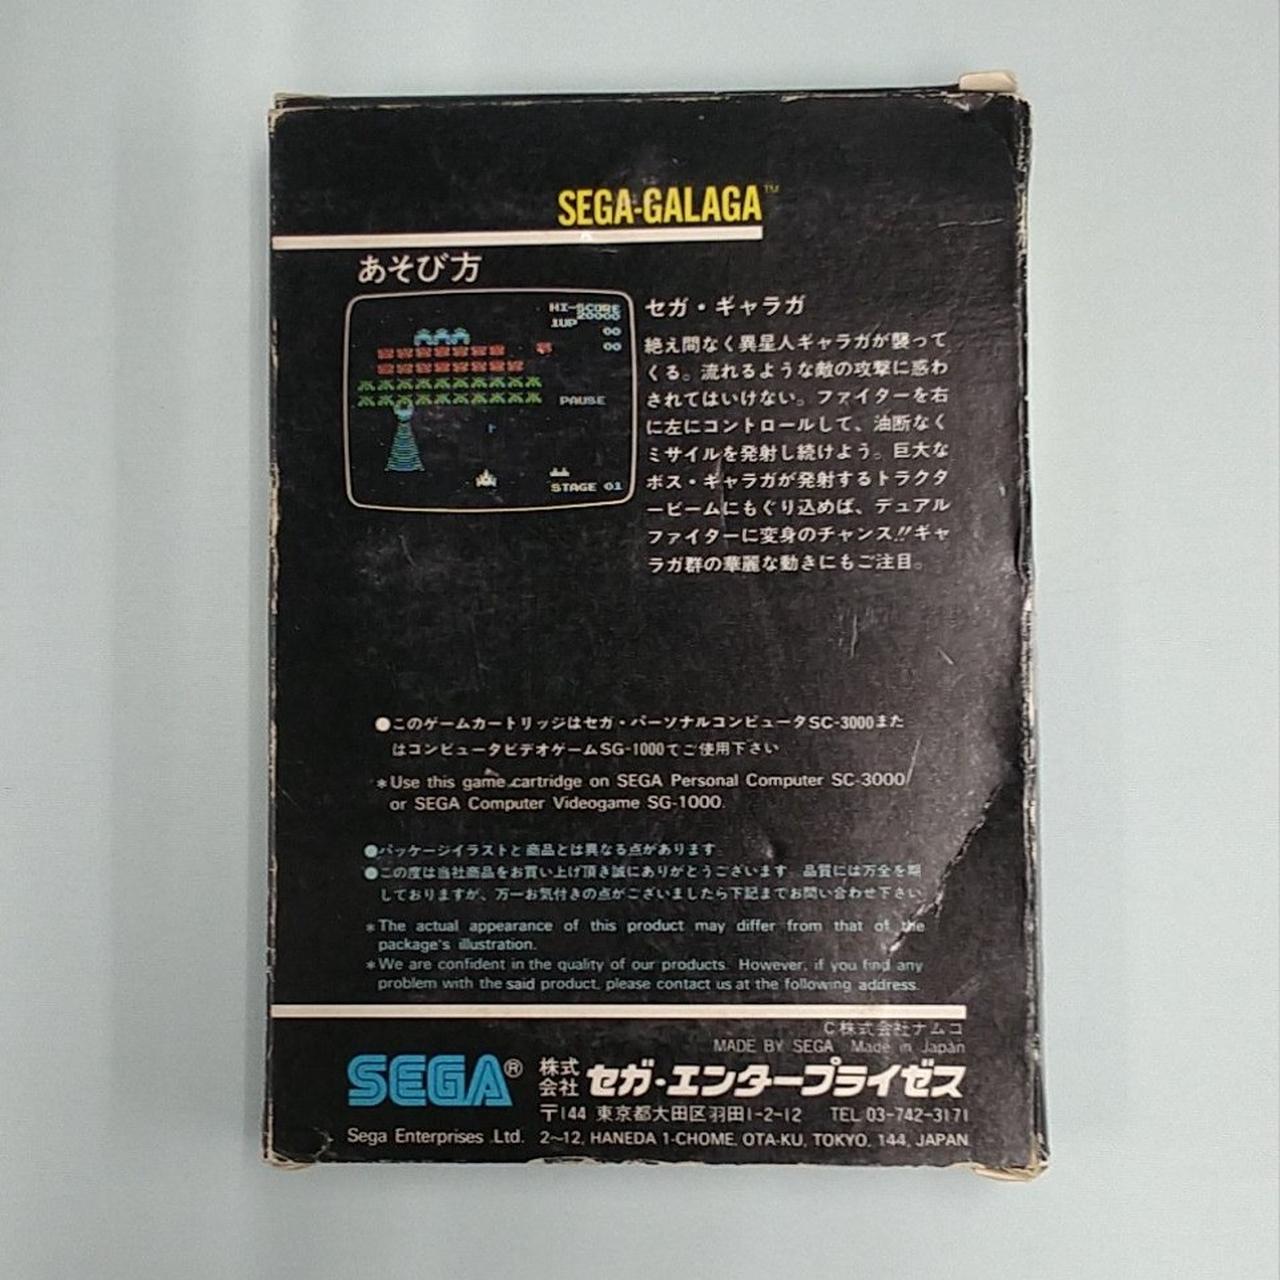 SEGA-GALAGA™
あそび方
HI-SCORE
20000
1UP
00
00
PAUSE
STAGE 01
セガ・ギャラガ
絶え間なく異星人ギャラガが襲って
くる。流れるような敵の攻撃に惑わ
されてはいけない。ファイターを右
に左にコントロールして、油断なく
ミサイルを発射し続けよう。巨大な
ボス・ギャラガが発射するトラクタ
ービームにもぐり込めば、デュアル
ファイターに変身のチャンス!!ギャ
ラガ群の華麗な動きにもご注目。
●このゲームカートリッジはセガ・パーソナルコンピュータSC-3000また
はコンピュータビデオゲームSG-1000でご使用下さい
*Use this game cartridge on SEGA Personal Computer SC-3000
or SEGA Computer Videogame SG-1000.
●パッケージイラストと商品とは異なる点があります
●この度は当社商品をお買い上げ頂き誠にありがとうございます 品質には万全を期
しておりますが、万一お気付きの点がございましたら下記までお問い合わせ下さい
*The actual appearance of this product may differ from that of the
package's illustration.
*We are confident in the quality of our products. However, if you find any
problem with the said product, please contact us at the following address.
C株式会社ナムコ
MADE BY SEGA Made in Japan
SEGA® 株式会社 セガ・エンタープライゼス
〒144 東京都大田区羽田1-2-12 TEL 03-742-3171
Sega Enterprises Ltd. 2~12, HANEDA 1-CHOME, OTA-KU, TOKYO, 144, JAPAN